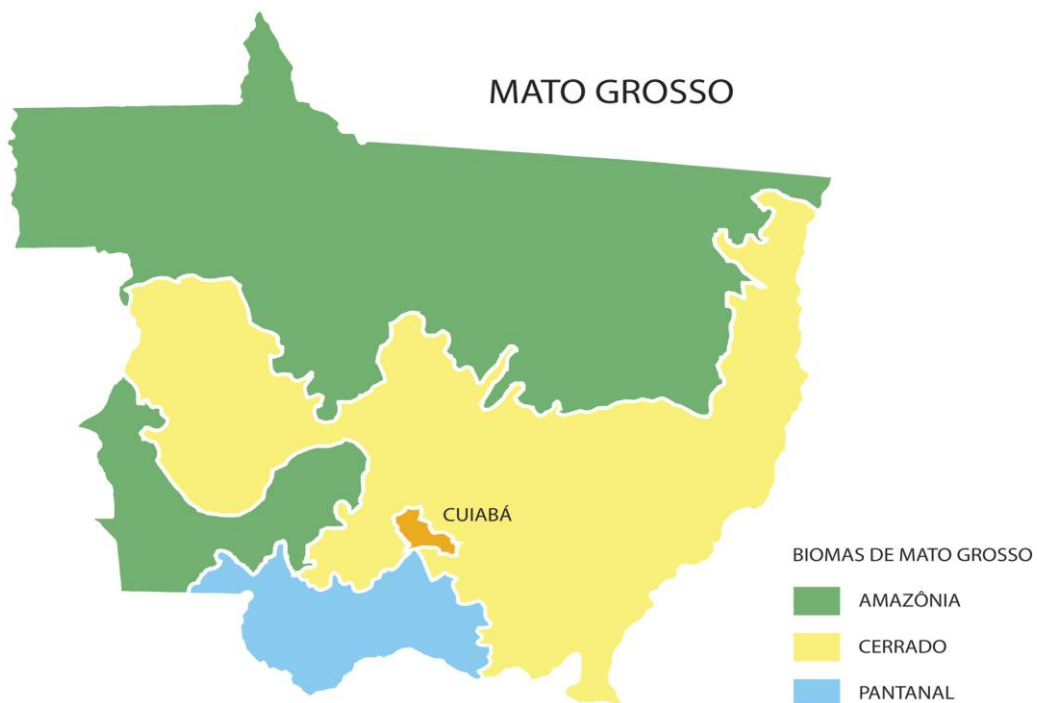 MATO GROSSO
CUIABÁ
BIOMAS DE MATO GROSSO
AMAZÔNIA
CERRADO
PANTANAL